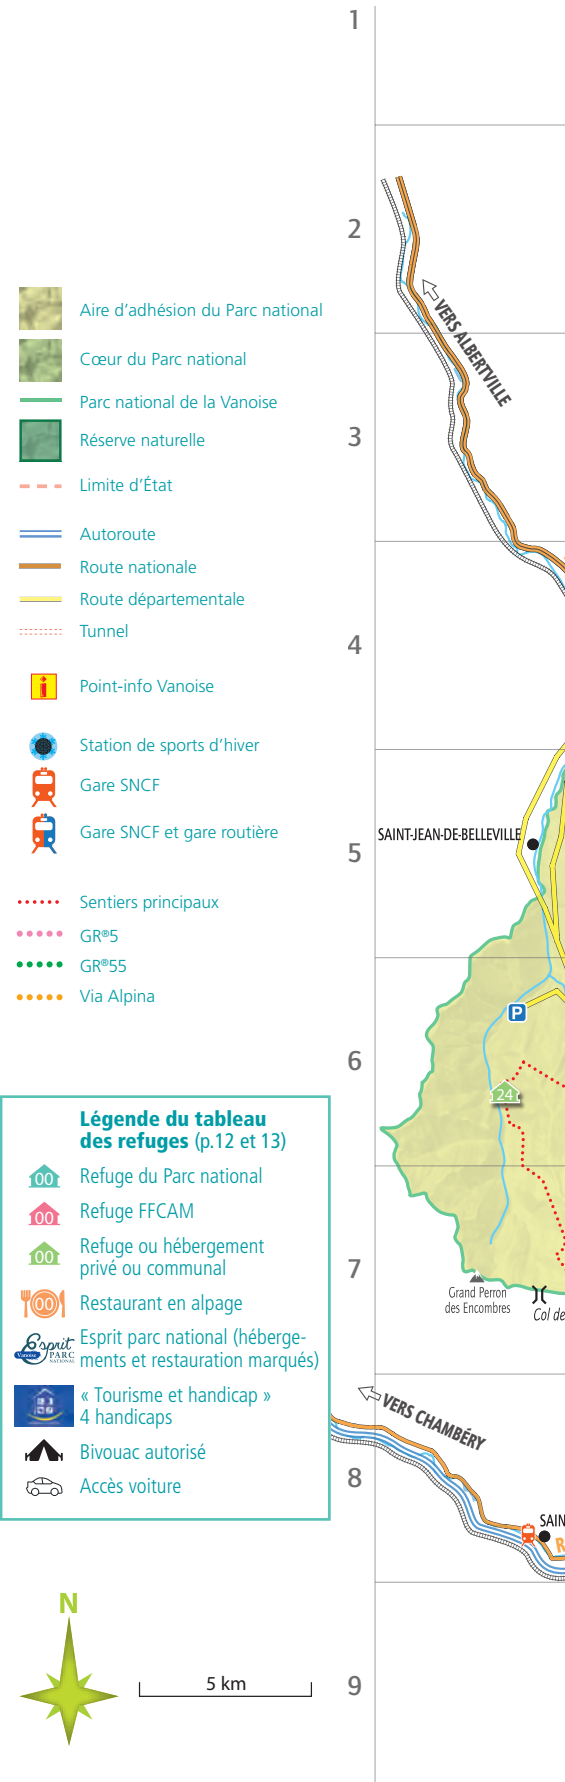 1
2
3
4
5
6
7
8
9
Aire d’adhésion du Parc national
Cœur du Parc national
Parc national de la Vanoise
Réserve naturelle
Limite d’État
Autoroute
Route nationale
Route départementale
Tunnel
i
Point-info Vanoise
Station de sports d’hiver
Gare SNCF
Gare SNCF et gare routière
Sentiers principaux
GR®5
GR®55
Via Alpina
Légende du tableau
des refuges (p.12 et 13)
00 Refuge du Parc national
00 Refuge FFCAM
00 Refuge ou hébergement
privé ou communal
00 Restaurant en alpage
Esprit
Vanoise PARC
NATIONAL
Esprit parc national (héberge-
ments et restauration marqués)
« Tourisme et handicap »
4 handicaps
Bivouac autorisé
Accès voiture
N
5 km
VERS ALBERTVILLE
SAINT-JEAN-DE-BELLEVILLE
P
24
Grand Perron
des Encombres
Col de
VERS CHAMBÉRY
SAIN
R